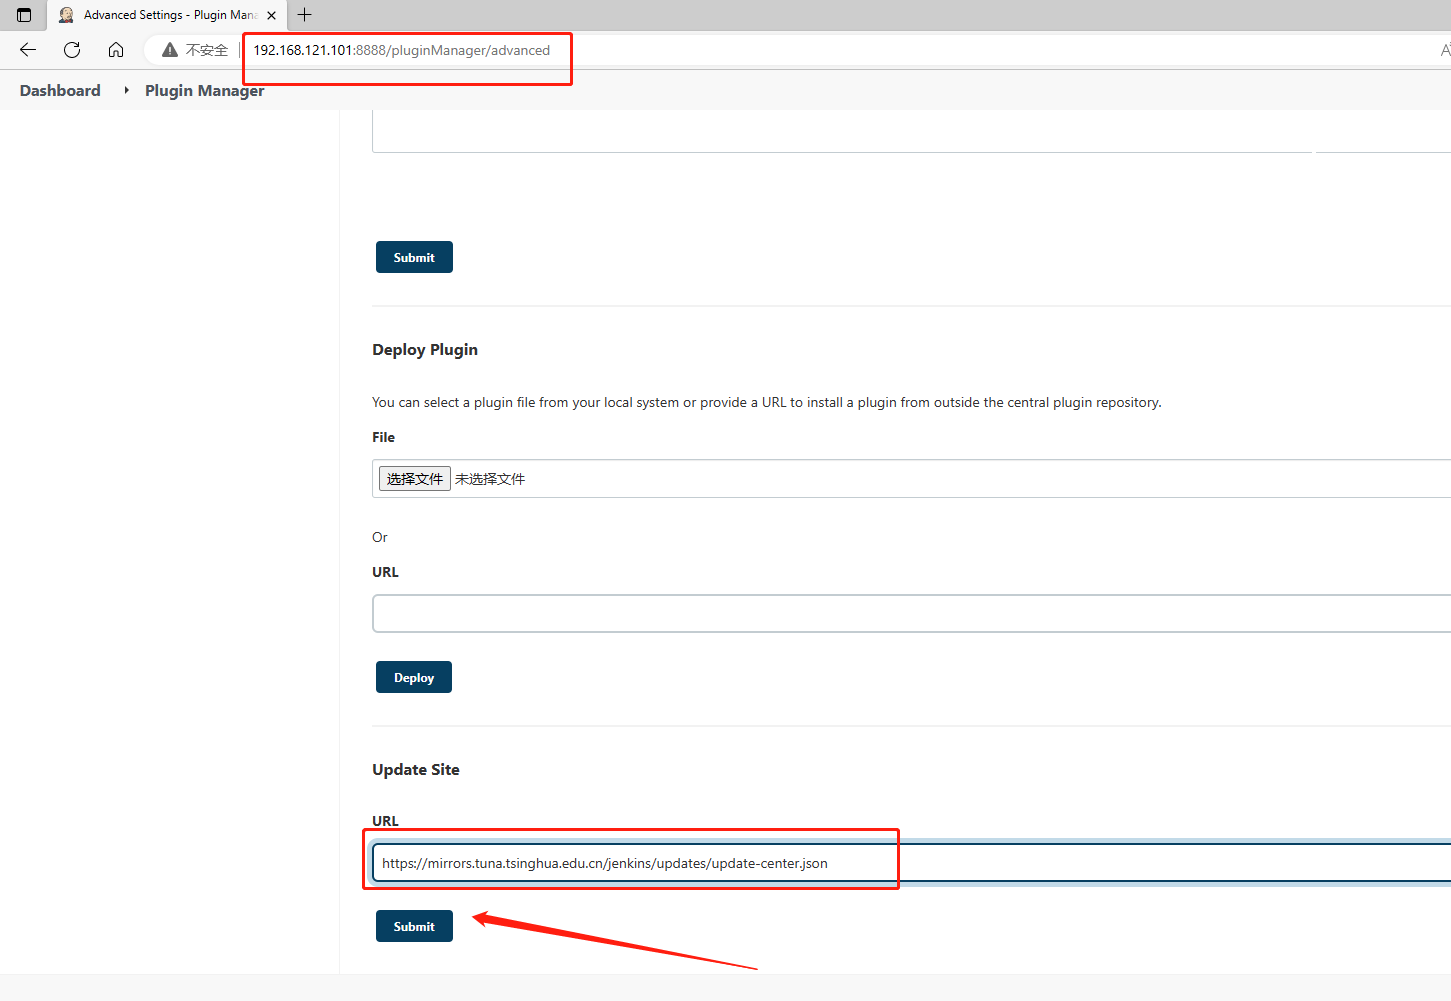 Advanced Settings - Plugin Mana
不安全
192.168.121.101:8888/pluginManager/advanced
Dashboard
Plugin Manager
Submit
Deploy Plugin
You can select a plugin file from your local system or provide a URL to install a plugin from outside the central plugin repository.
File
选择文件 未选择文件
Or
URL
Deploy
Update Site
URL
https://mirrors.tuna.tsinghua.edu.cn/jenkins/updates/update-center.json
Submit